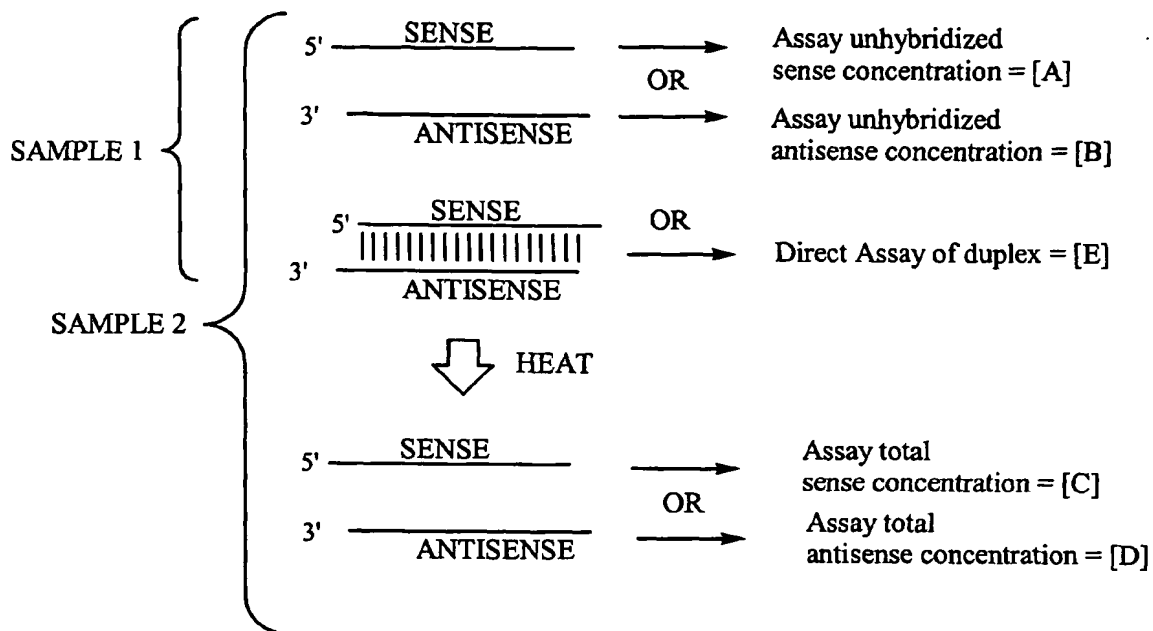 5' SENSE
Assay unhybridized
sense concentration = [A]
OR
3' ANTISENSE
Assay unhybridized
antisense concentration = [B]
SAMPLE 1
5' SENSE
OR
3' ANTISENSE
Direct Assay of duplex = [E]
SAMPLE 2
HEAT
5' SENSE
Assay total
sense concentration = [C]
OR
3' ANTISENSE
Assay total
antisense concentration = [D]